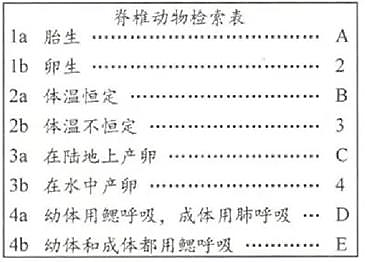 脊椎动物检索表
1a 胎生 ………………………… A
1b 卵生 ………………………… 2
2a 体温恒定 …………………… B
2b 体温不恒定 ………………… 3
3a 在陆地上产卵 ……………… C
3b 在水中产卵 ………………… 4
4a 幼体用鳃呼吸，成体用肺呼吸 … D
4b 幼体和成体都用鳃呼吸 ………… E